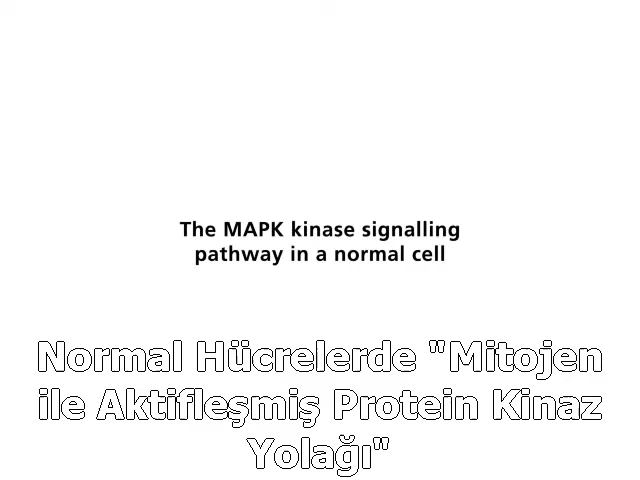 The MAPK kinase signalling
pathway in a normal cell
Normal Hücrelerde "Mitojen
ile Aktifleşmiş Protein Kinaz
Yolağı"